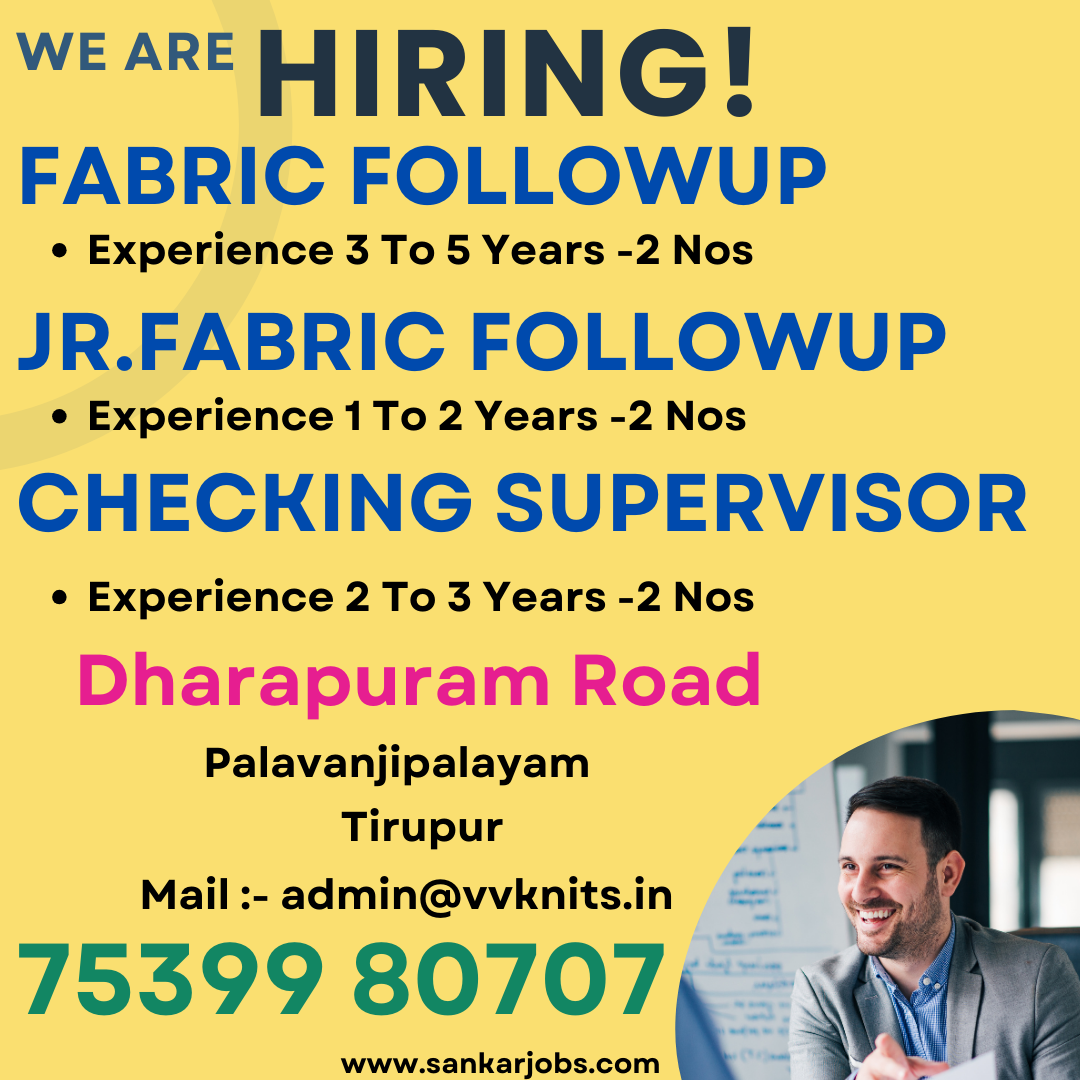 WE ARE HIRING!
FABRIC FOLLOWUP
• Experience 3 To 5 Years -2 Nos
JR.FABRIC FOLLOWUP
• Experience 1 To 2 Years -2 Nos
CHECKING SUPERVISOR
• Experience 2 To 3 Years -2 Nos
Dharapuram Road
Palavanjipalayam
Tirupur
Mail :- admin@vvknits.in
75399 80707
www.sankarjobs.com